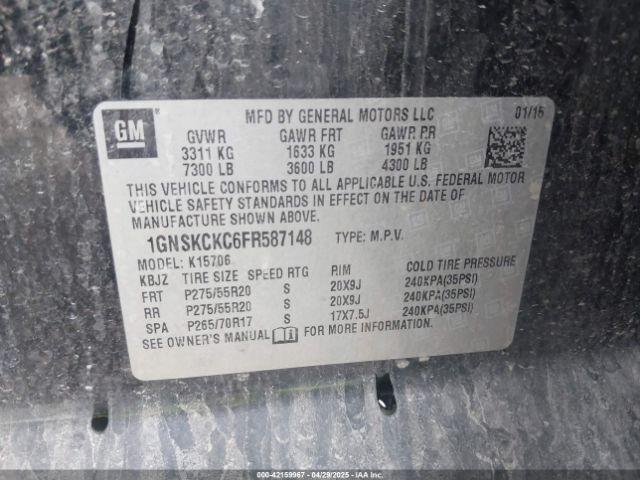 GM
MFD BY GENERAL MOTORS LLC 01/15
GVWR GAWR FRT GAWR RR
3311 KG 1633 KG 1951 KG
7300 LB 3600 LB 4300 LB
THIS VEHICLE CONFORMS TO ALL APPLICABLE U.S. FEDERAL MOTOR
VEHICLE SAFETY STANDARDS IN EFFECT ON THE DATE OF
MANUFACTURE SHOWN ABOVE.
1GNSKCKC6FR587148 TYPE: M.P.V.
MODEL: K15706
KBJZ TIRE SIZE SPEED RTG RIM COLD TIRE PRESSURE
FRT P275/55R20 S 20X9J 240KPA(35PSI)
RR P275/55R20 S 20X9J 240KPA(35PSI)
SPA P265/70R17 S 17X7.5J 240KPA(35PSI)
SEE OWNER'S MANUAL FOR MORE INFORMATION.
000-42159967 - 04/29/2025 - IAAI, Inc.